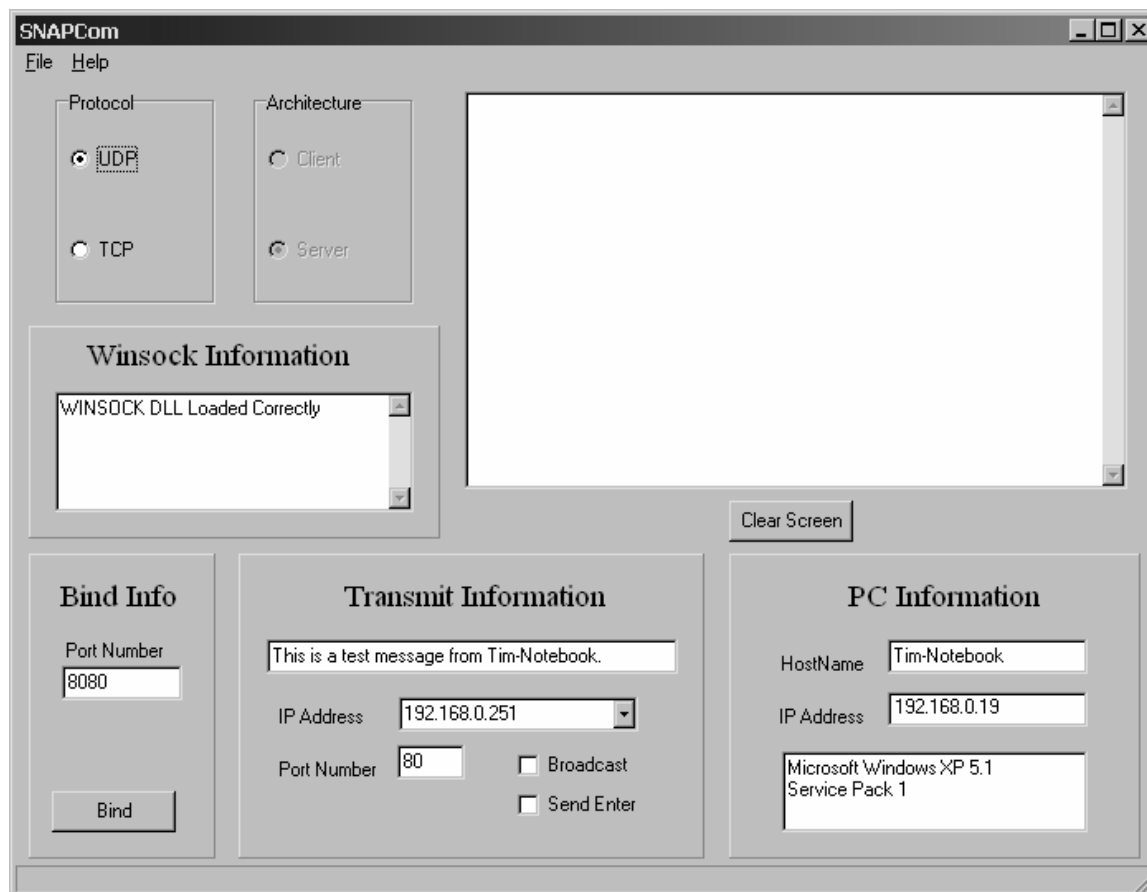 SNAPCom
File Help
Protocol
UDP
TCP
Architecture
Client
Server
Winsock Information
WINSOCK DLL Loaded Correctly
Clear Screen
Bind Info
Port Number
8080
Bind
Transmit Information
This is a test message from Tim-Notebook.
IP Address 192.168.0.251
Port Number 80
Broadcast
Send Enter
PC Information
HostName Tim-Notebook
IP Address 192.168.0.19
Microsoft Windows XP 5.1
Service Pack 1